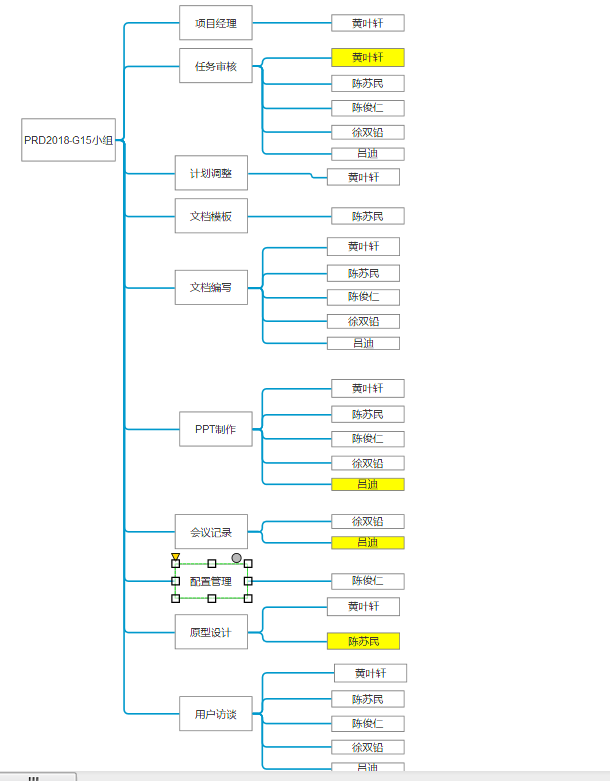 PRD2018-G15小组
项目经理
黄叶轩
任务审核
黄叶轩
陈苏民
陈俊仁
徐双铅
吕迪
计划调整
黄叶轩
文档模板
陈苏民
文档编写
黄叶轩
陈苏民
陈俊仁
徐双铅
吕迪
PPT制作
黄叶轩
陈苏民
陈俊仁
徐双铅
吕迪
会议记录
徐双铅
吕迪
配置管理
陈俊仁
原型设计
黄叶轩
陈苏民
用户访谈
黄叶轩
陈苏民
陈俊仁
徐双铅
吕迪